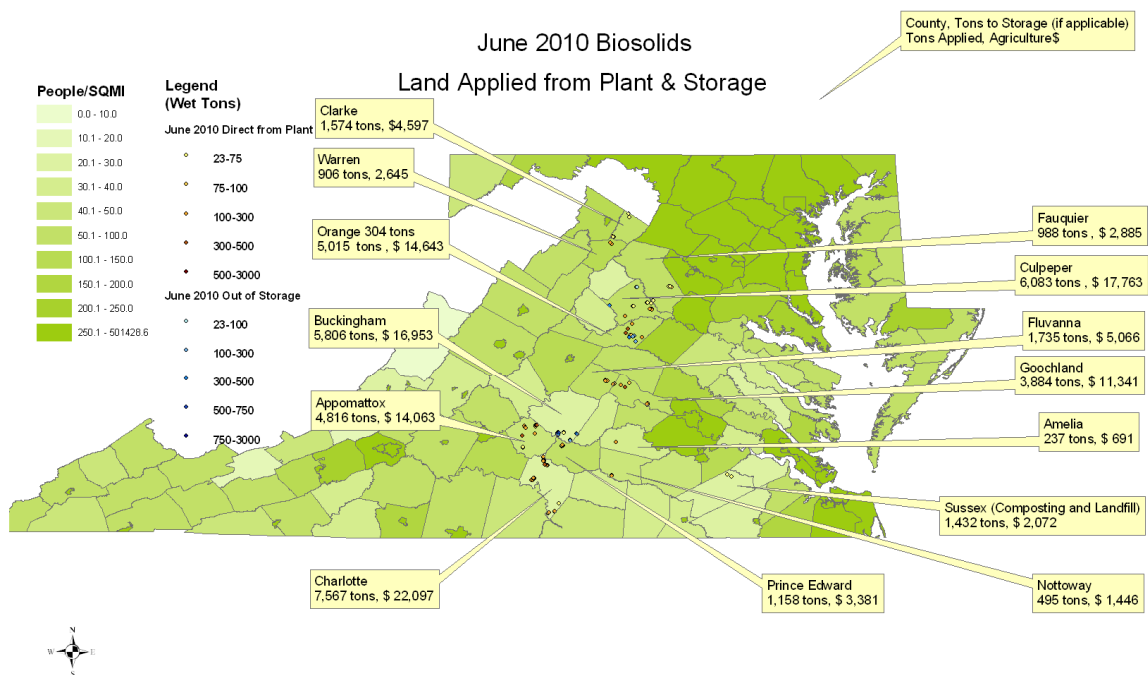 June 2010 Biosolids
Land Applied from Plant & Storage
County, Tons to Storage (if applicable)
Tons Applied, Agriculture$
People/SQMI
0.0 - 10.0
10.1 - 20.0
20.1 - 30.0
30.1 - 40.0
40.1 - 50.0
50.1 - 100.0
100.1 - 150.0
150.1 - 200.0
200.1 - 250.0
250.1 - 501428.6
Legend
(Wet Tons)
June 2010 Direct from Plant
23-75
75-100
100-300
300-500
500-3000
June 2010 Out of Storage
23-100
100-300
300-500
500-750
750-3000
Clarke
1,574 tons, $4,597
Warren
906 tons, 2,645
Orange 304 tons
5,015 tons , $ 14,643
Buckingham
5,806 tons, $ 16,953
Appomattox
4,816 tons, $ 14,063
Charlotte
7,567 tons, $ 22,097
Fauquier
988 tons , $ 2,885
Culpeper
6,083 tons , $ 17,763
Fluvanna
1,735 tons, $ 5,066
Goochland
3,884 tons, $ 11,341
Amelia
237 tons, $ 691
Sussex (Composting and Landfill)
1,432 tons, $ 2,072
Nottoway
495 tons, $ 1,446
Prince Edward
1,158 tons, $ 3,381
N
W E
S